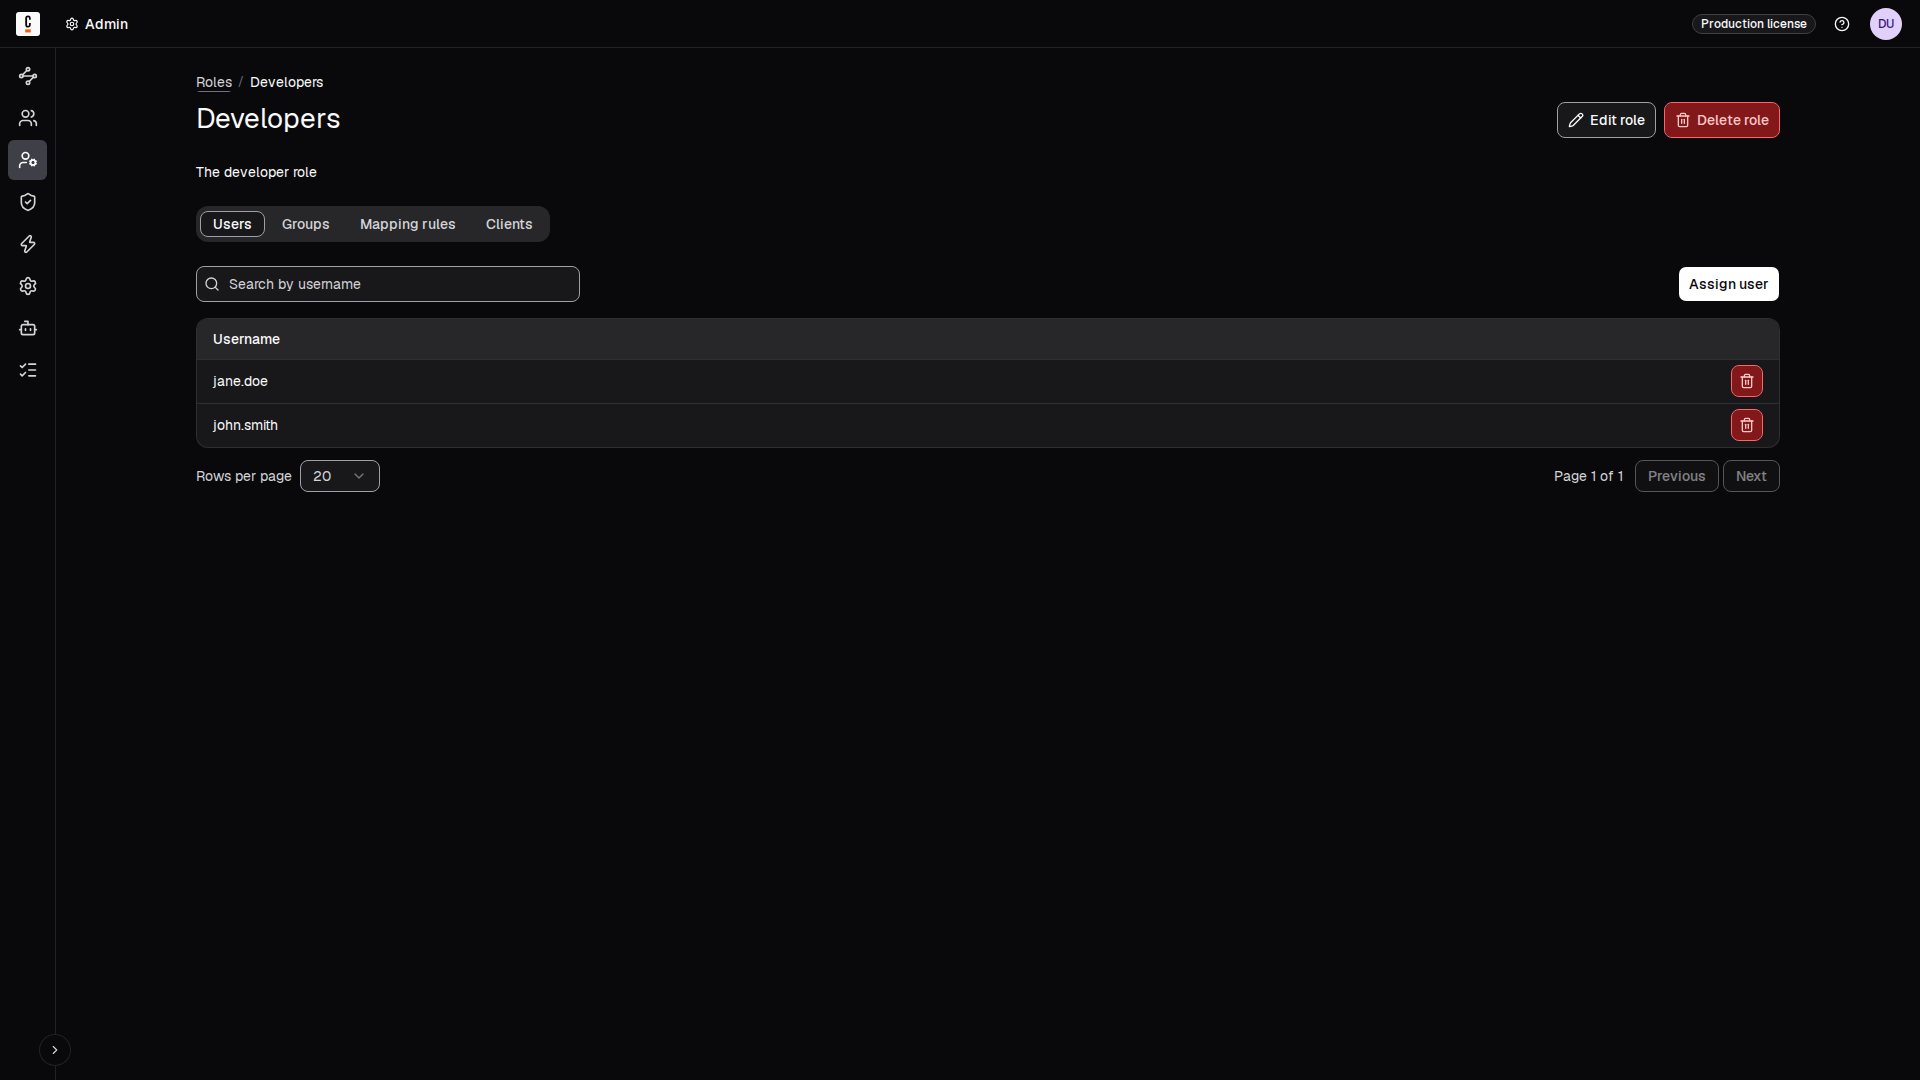 Admin
Production license
DU
Roles / Developers
Developers
Edit role
Delete role
The developer role
Users
Groups
Mapping rules
Clients
Search by username
Assign user
Username
jane.doe
john.smith
Rows per page
20
Page 1 of 1
Previous
Next